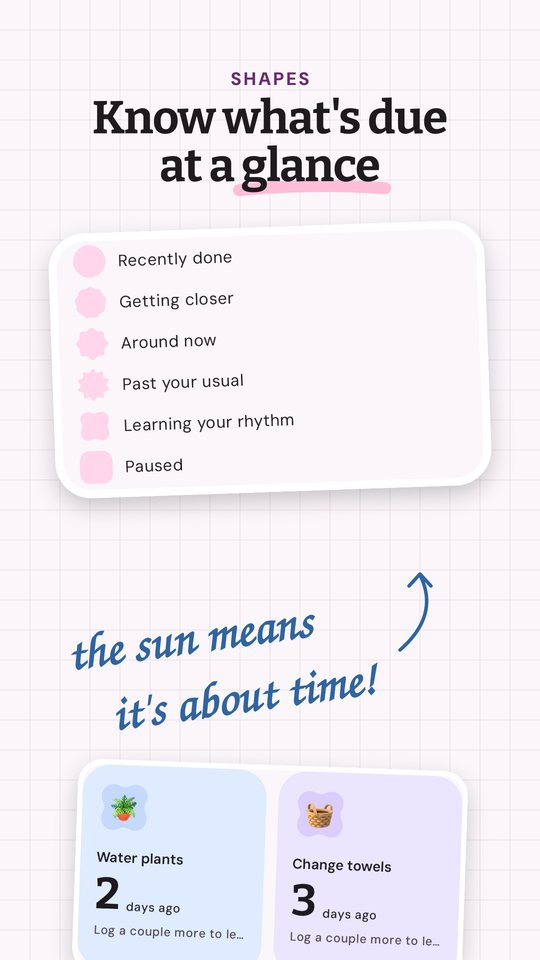 SHAPES
Know what's due
at a glance
Recently done
Getting closer
Around now
Past your usual
Learning your rhythm
Paused
the sun means
it's about time!
Water plants
2 days ago
Log a couple more to le…
Change towels
3 days ago
Log a couple more to le…